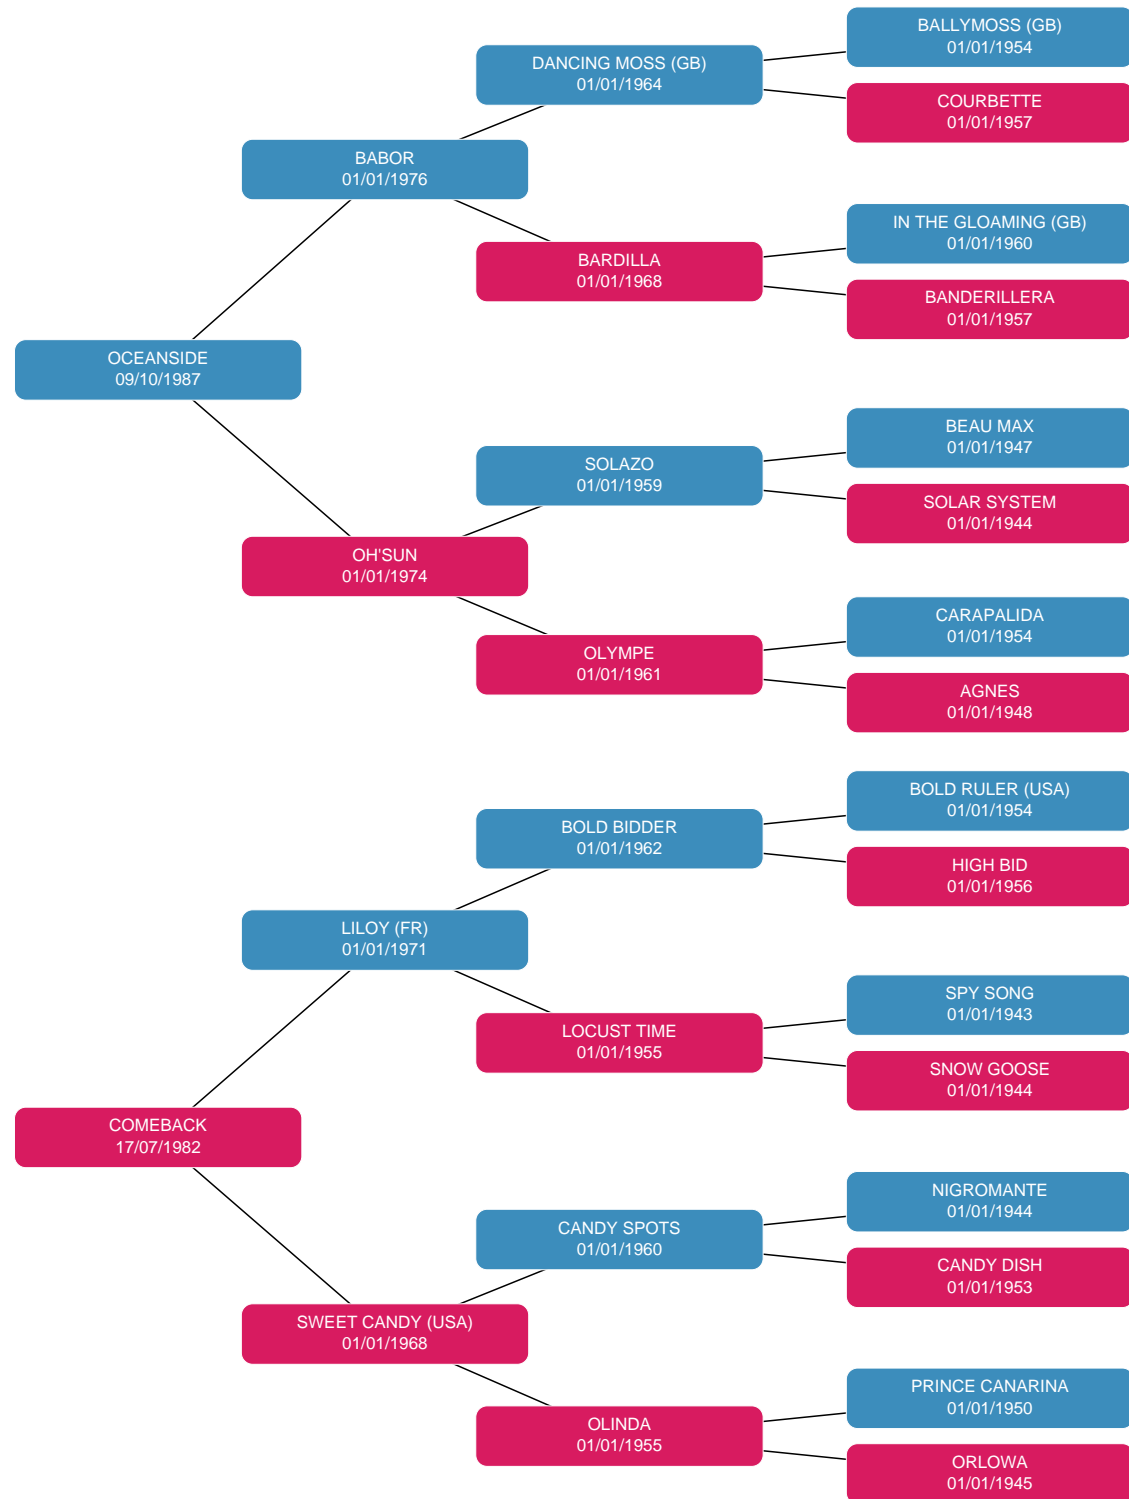 BALLYMOSS (GB)
01/01/1954
DANCING MOSS (GB)
01/01/1964
COURBETTE
01/01/1957
BABOR
01/01/1976
IN THE GLOAMING (GB)
01/01/1960
BARDILLA
01/01/1968
BANDERILLERA
01/01/1957
OCEANSIDE
09/10/1987
BEAU MAX
01/01/1947
SOLAZO
01/01/1959
SOLAR SYSTEM
01/01/1944
OH'SUN
01/01/1974
CARAPALIDA
01/01/1954
OLYMPE
01/01/1961
AGNES
01/01/1948
BOLD RULER (USA)
01/01/1954
BOLD BIDDER
01/01/1962
HIGH BID
01/01/1956
LILOY (FR)
01/01/1971
SPY SONG
01/01/1943
LOCUST TIME
01/01/1955
SNOW GOOSE
01/01/1944
COMEBACK
17/07/1982
NIGROMANTE
01/01/1944
CANDY SPOTS
01/01/1960
CANDY DISH
01/01/1953
SWEET CANDY (USA)
01/01/1968
PRINCE CANARINA
01/01/1950
OLINDA
01/01/1955
ORLOWA
01/01/1945